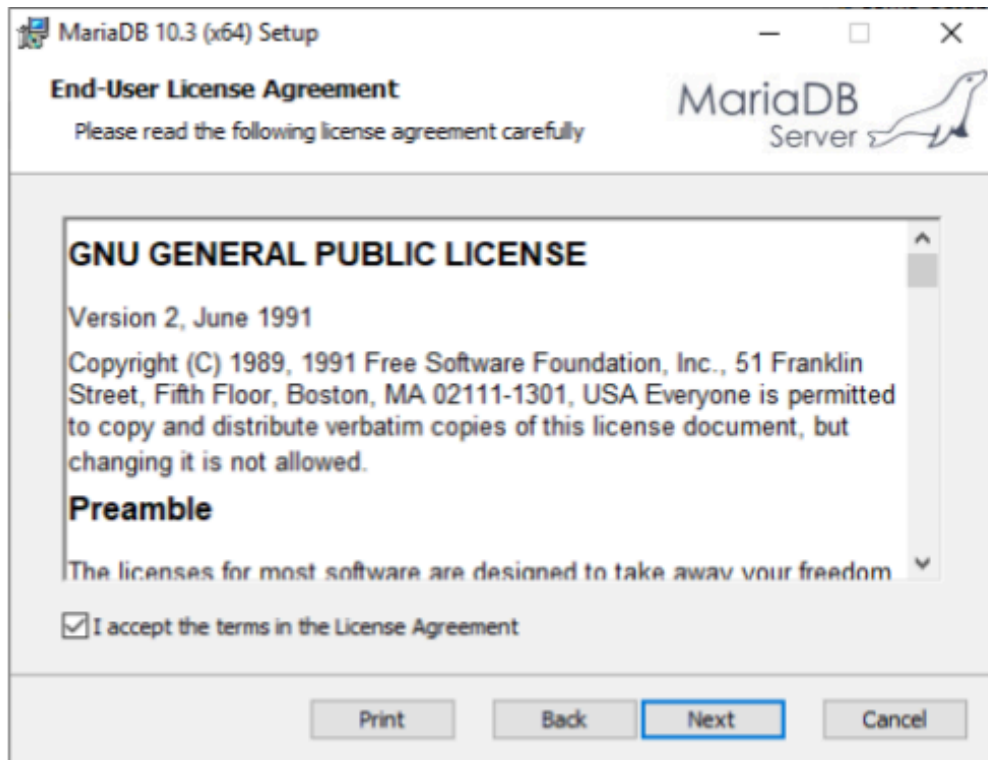 MariaDB 10.3 (x64) Setup
End-User License Agreement
Please read the following license agreement carefully
MariaDB
Server
GNU GENERAL PUBLIC LICENSE
Version 2, June 1991
Copyright (C) 1989, 1991 Free Software Foundation, Inc., 51 Franklin
Street, Fifth Floor, Boston, MA 02111-1301, USA Everyone is permitted
to copy and distribute verbatim copies of this license document, but
changing it is not allowed.
Preamble
The licenses for most software are designed to take away your freedom
I accept the terms in the License Agreement
Print
Back
Next
Cancel